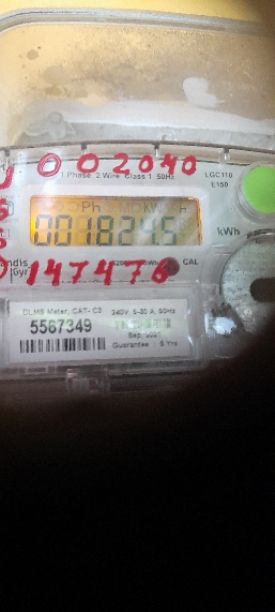 002040
1 Phase 2 Wire Class 1 50Hz
LGC110
E150
Ph
001824.5
kWh
147476
CAL
DLMS Meter, CAT- C3
240V, 5-30 A, 50Hz
5567349
Guarantee : 5 Yrs